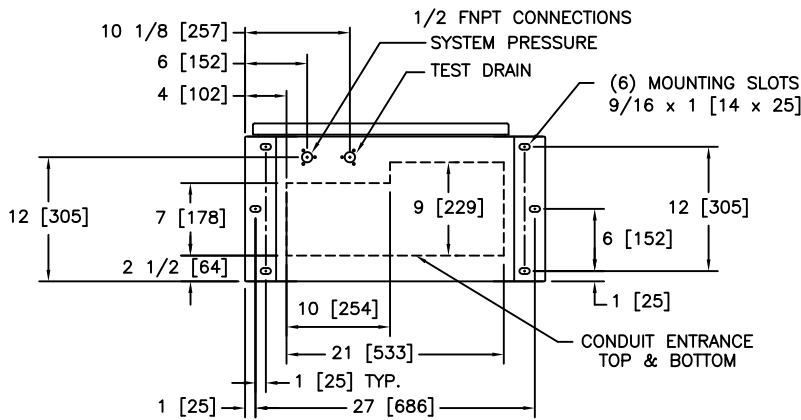 1/2 FNPT CONNECTIONS
10 1/8 [257]
SYSTEM PRESSURE
6 [152]
TEST DRAIN
4 [102]
(6) MOUNTING SLOTS
9/16 x 1 [14 x 25]
12 [305]
7 [178]
9 [229]
12 [305]
6 [152]
2 1/2 [64]
1 [25]
10 [254]
CONDUIT ENTRANCE
TOP & BOTTOM
21 [533]
1 [25] TYP.
1 [25]
27 [686]